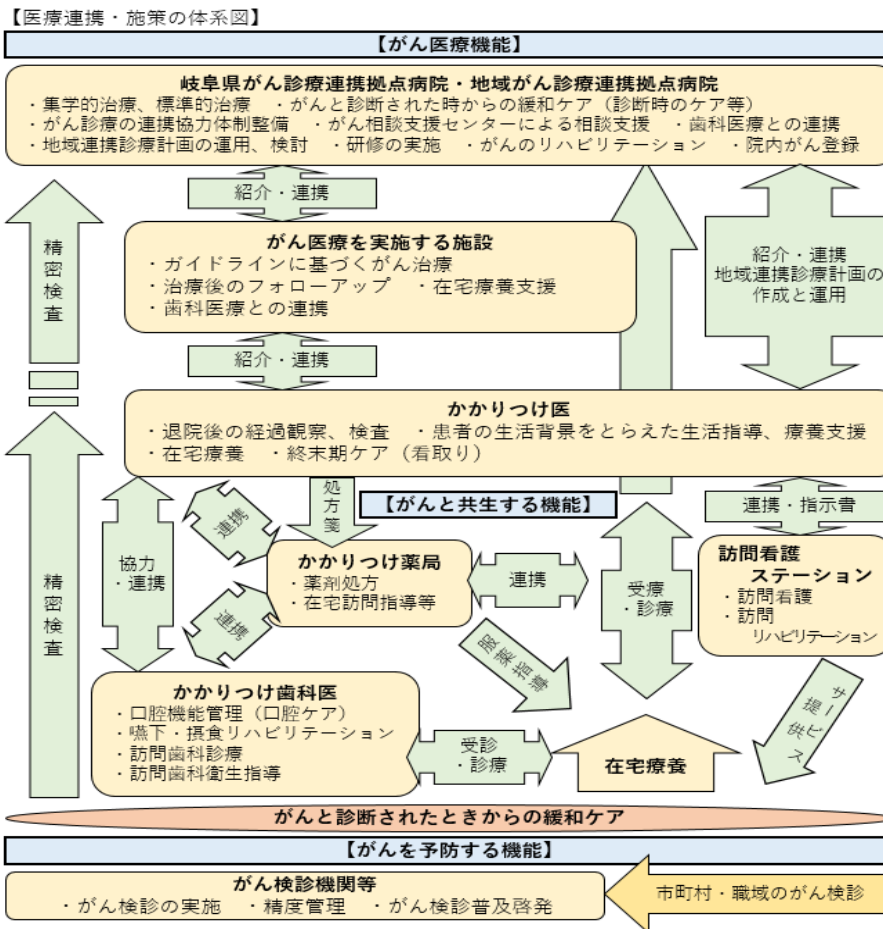 【医療連携・施策の体系図】
【がん医療機能】
岐阜県がん診療連携拠点病院・地域がん診療連携拠点病院
・集学的治療、標準的治療 ・がんと診断された時からの緩和ケア（診断時のケア等）
・がん診療の連携協力体制整備 ・がん相談支援センターによる相談支援 ・歯科医療との連携
・地域連携診療計画の運用、検討 ・研修の実施 ・がんのリハビリテーション ・院内がん登録
紹介・連携
精密検査
がん医療を実施する施設
・ガイドラインに基づくがん治療
・治療後のフォローアップ ・在宅療養支援
・歯科医療との連携
紹介・連携
地域連携診療計画の
作成と運用
紹介・連携
かかりつけ医
・退院後の経過観察、検査 ・患者の生活背景をとらえた生活指導、療養支援
・在宅療養 ・終末期ケア（看取り）
処方箋
【がんと共生する機能】
連携・指示書
連携
協力
・連携
精密検査
かかりつけ薬局
・薬剤処方
・在宅訪問指導等
連携
受療
・診療
訪問看護
ステーション
・訪問看護
・訪問
リハビリテーション
連携
服薬指導
サービス
提供
かかりつけ歯科医
・口腔機能管理（口腔ケア）
・嚥下・摂食リハビリテーション
・訪問歯科診療
・訪問歯科衛生指導
受診
・診療
在宅療養
がんと診断されたときからの緩和ケア
【がんを予防する機能】
がん検診機関等
・がん検診の実施 ・精度管理 ・がん検診普及啓発
市町村・職域のがん検診